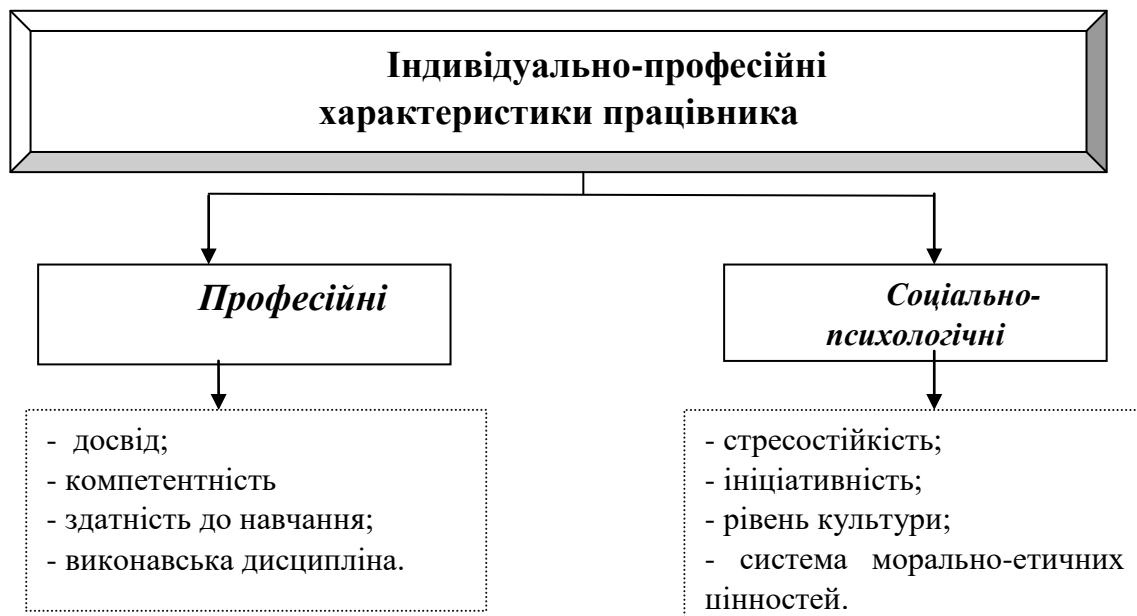 Індивідуально-професійні
характеристики працівника
Професійні
Соціально-
психологічні
- досвід;
- компетентність
- здатність до навчання;
- виконавська дисципліна.
- стресостійкість;
- ініціативність;
- рівень культури;
- система морально-етичних
цінностей.